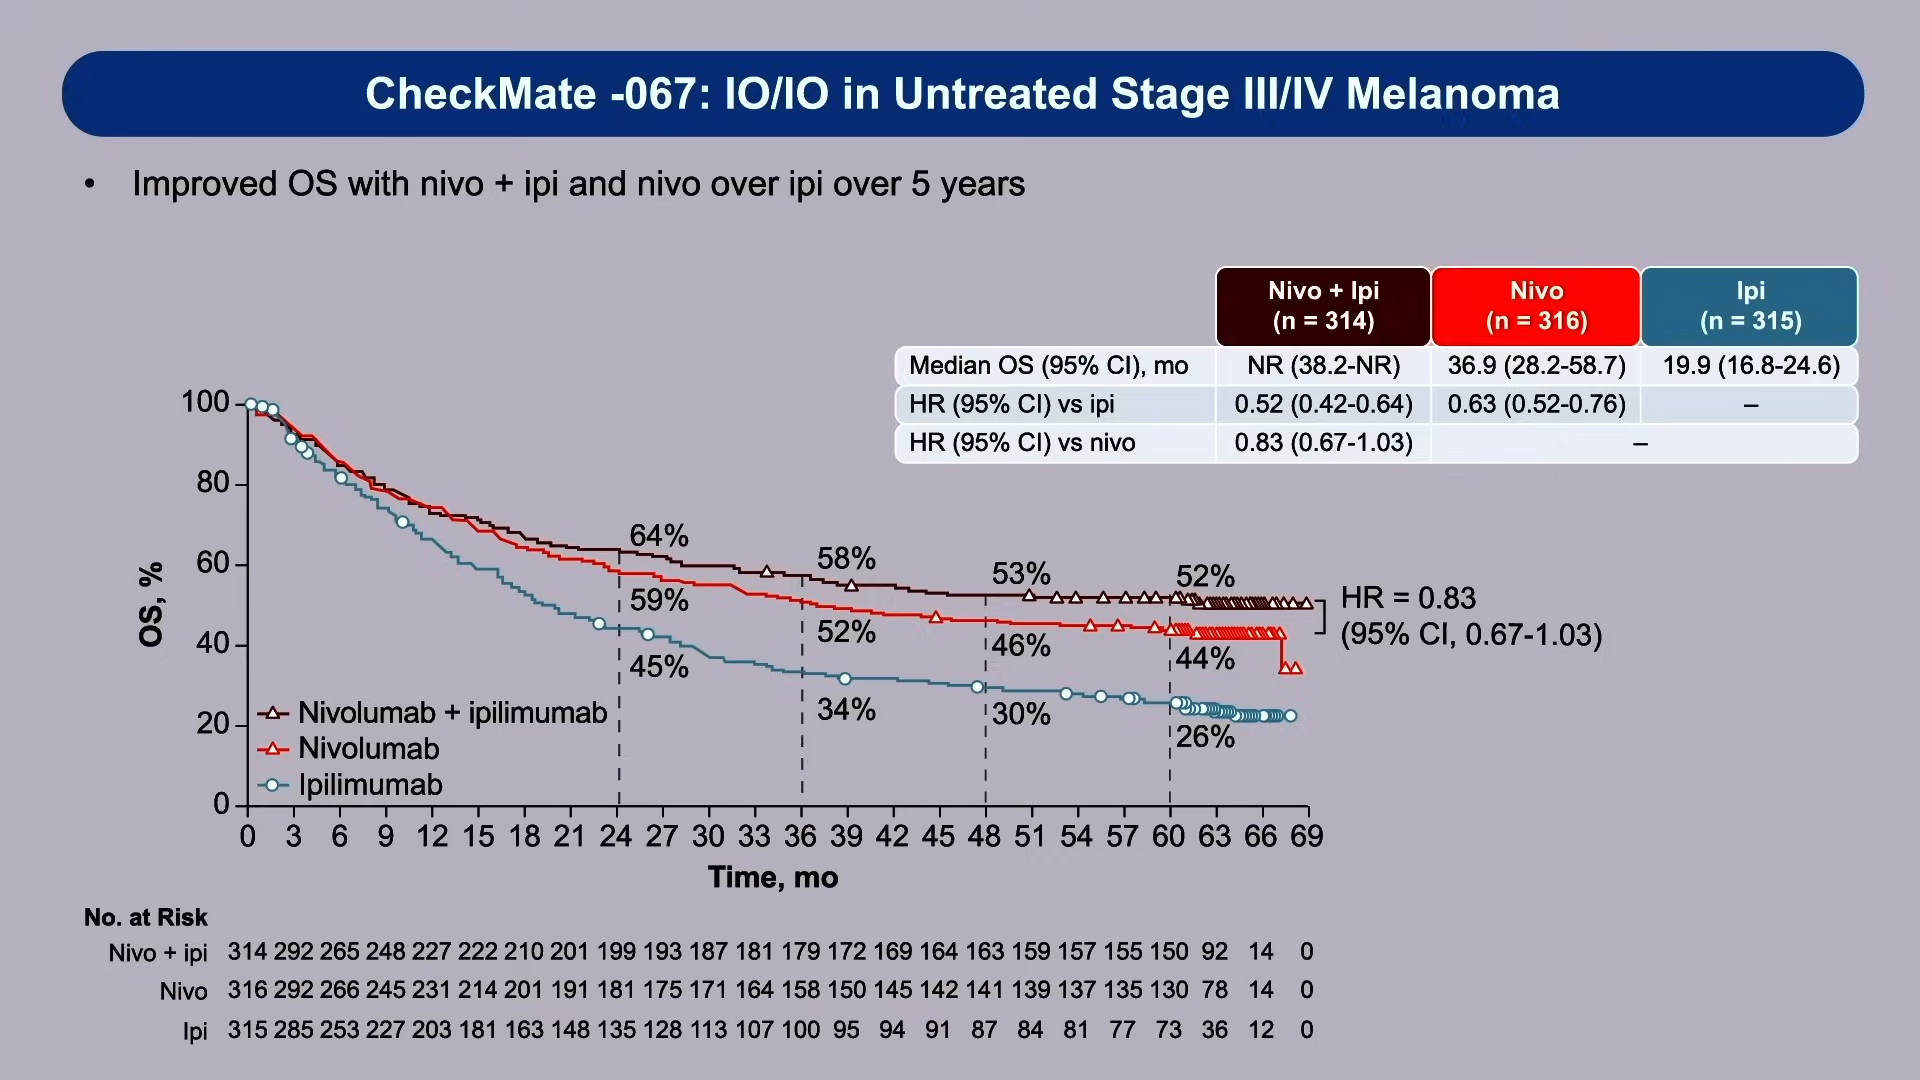 CheckMate -067: IO/IO in Untreated Stage III/IV Melanoma
• Improved OS with nivo + ipi and nivo over ipi over 5 years
Nivo + Ipi (n = 314) Nivo (n = 316) Ipi (n = 315)
Median OS (95% CI), mo NR (38.2-NR) 36.9 (28.2-58.7) 19.9 (16.8-24.6)
HR (95% CI) vs ipi 0.52 (0.42-0.64) 0.63 (0.52-0.76) –
HR (95% CI) vs nivo 0.83 (0.67-1.03) –
OS, %
100
80
60
40
20
0
64% 58% 53% 52%
59% 52% 46% 44%
45% 34% 30% 26%
HR = 0.83
(95% CI, 0.67-1.03)
Nivolumab + ipilimumab
Nivolumab
Ipilimumab
0 3 6 9 12 15 18 21 24 27 30 33 36 39 42 45 48 51 54 57 60 63 66 69
Time, mo
No. at Risk
Nivo + ipi 314 292 265 248 227 222 210 201 199 193 187 181 179 172 169 164 163 159 157 155 150 92 14 0
Nivo 316 292 266 245 231 214 201 191 181 175 171 164 158 150 145 142 141 139 137 135 130 78 14 0
Ipi 315 285 253 227 203 181 163 148 135 128 113 107 100 95 94 91 87 84 81 77 73 36 12 0